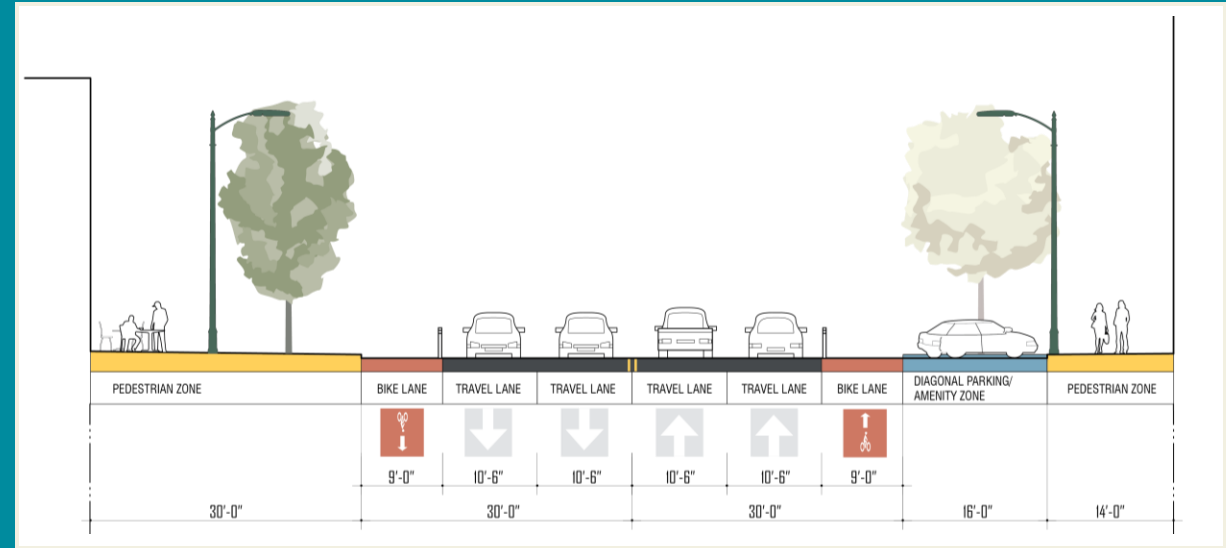 PEDESTRIAN ZONE
BIKE LANE
TRAVEL LANE
TRAVEL LANE
TRAVEL LANE
TRAVEL LANE
BIKE LANE
DIAGONAL PARKING/
AMENITY ZONE
PEDESTRIAN ZONE
9'-0"
10'-6"
10'-6"
10'-6"
10'-6"
9'-0"
30'-0"
30'-0"
30'-0"
16'-0"
14'-0"